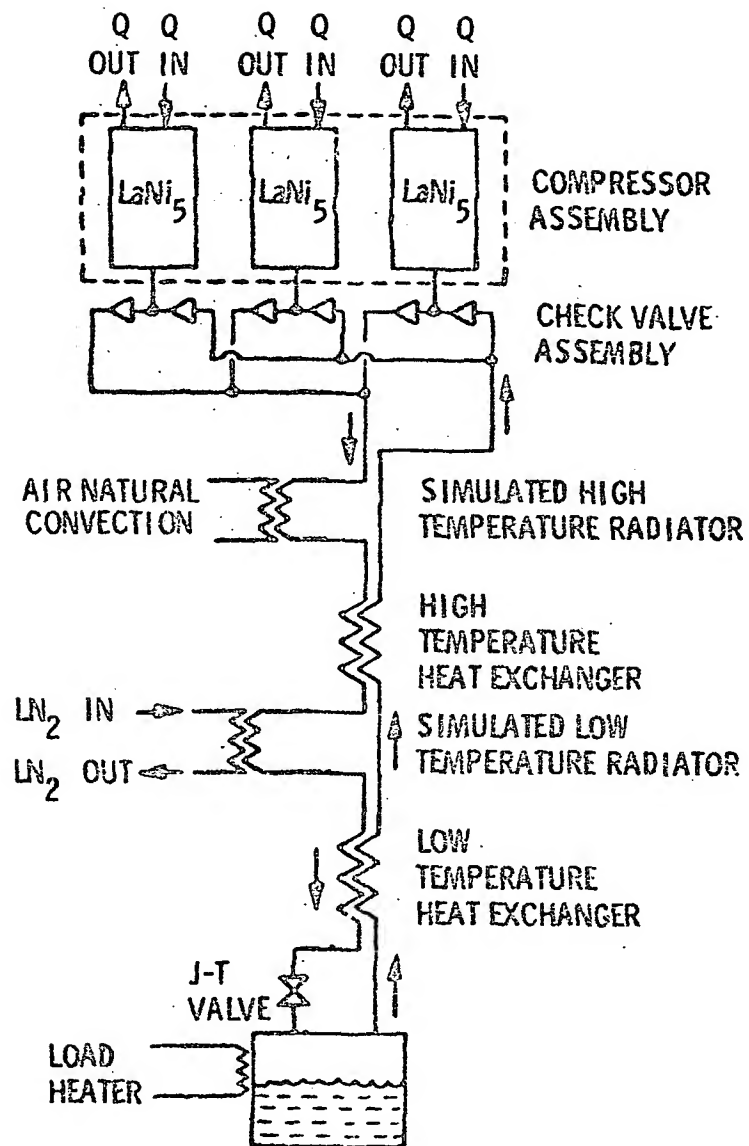 Q Q Q Q Q Q
OUT IN OUT IN OUT IN
LaNi5 LaNi5 LaNi5
COMPRESSOR
ASSEMBLY
CHECK VALVE
ASSEMBLY
AIR NATURAL
CONVECTION
SIMULATED HIGH
TEMPERATURE RADIATOR
HIGH
TEMPERATURE
HEAT EXCHANGER
LN2 IN
LN2 OUT
SIMULATED LOW
TEMPERATURE RADIATOR
LOW
TEMPERATURE
HEAT EXCHANGER
J-T
VALVE
LOAD
HEATER